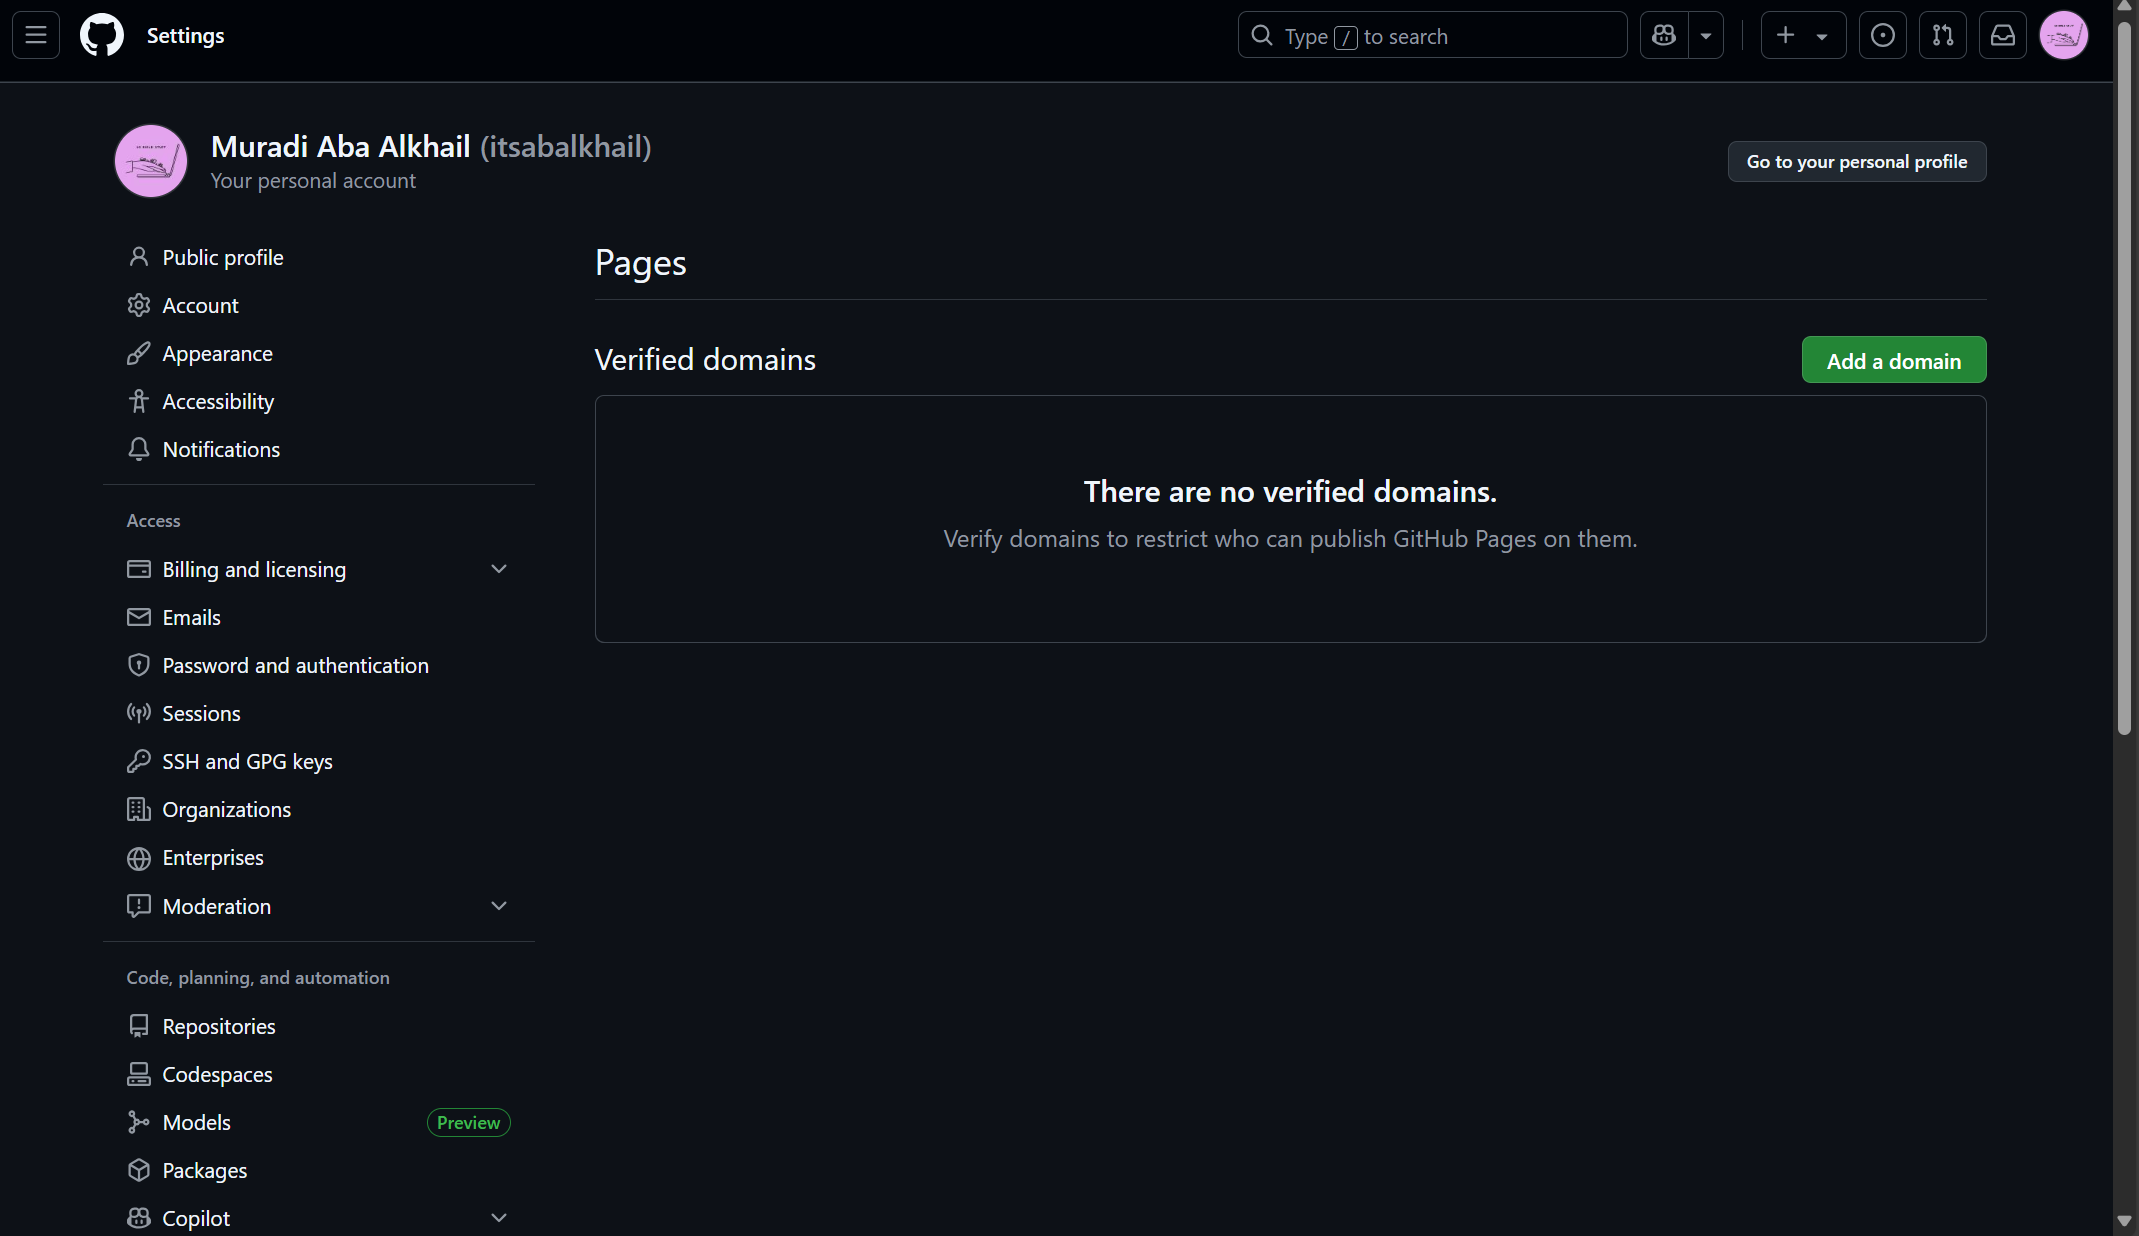 Settings
Type / to search
Muradi Aba Alkhail (itsabalkhail)
Your personal account
Go to your personal profile
Public profile
Account
Appearance
Accessibility
Notifications
Access
Billing and licensing
Emails
Password and authentication
Sessions
SSH and GPG keys
Organizations
Enterprises
Moderation
Code, planning, and automation
Repositories
Codespaces
Models
Preview
Packages
Copilot
Pages
Verified domains
Add a domain
There are no verified domains.
Verify domains to restrict who can publish GitHub Pages on them.